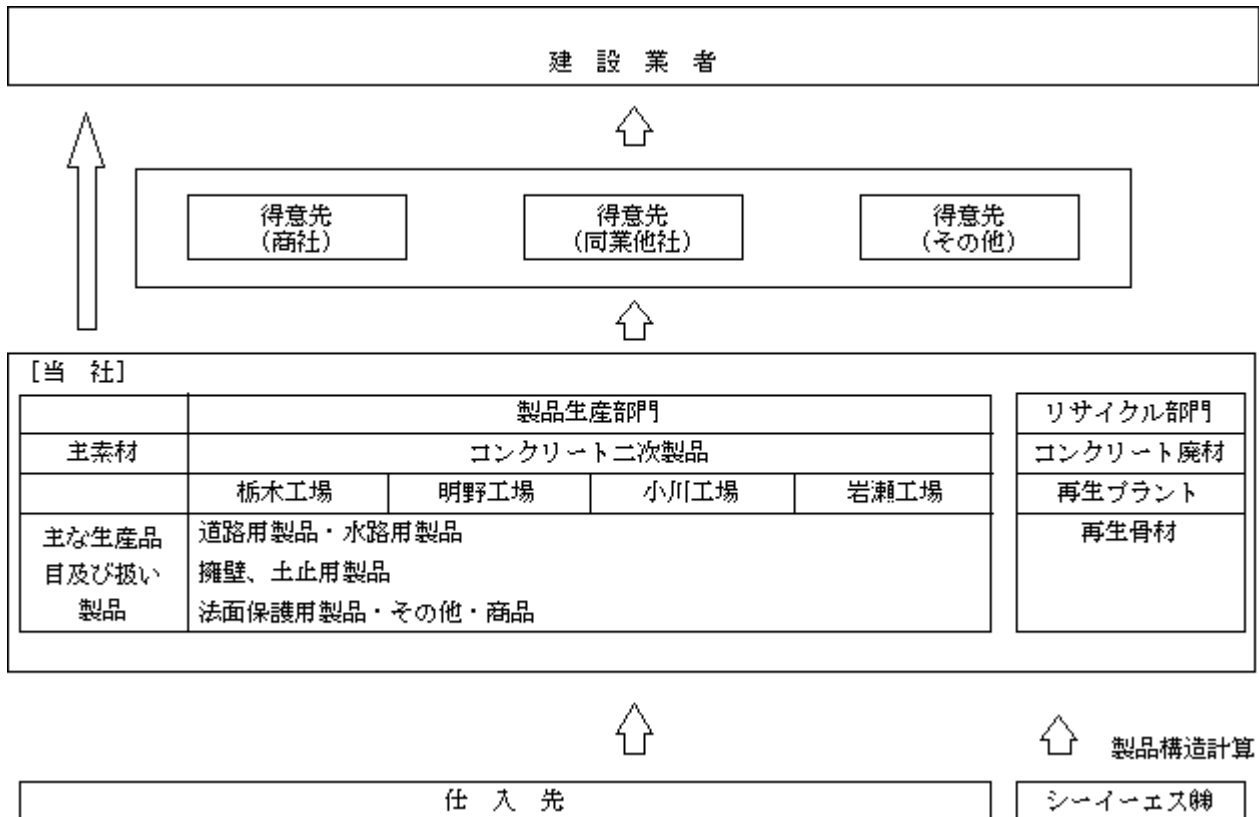 建 設 業 者
得意先
(商社)
得意先
(同業他社)
得意先
(その他)
[当 社]
製品生産部門
リサイクル部門
主素材
コンクリート二次製品
コンクリート廃材
栃木工場
明野工場
小川工場
岩瀬工場
再生プラント
主な生産品
目及び扱い
製品
道路用製品・水路用製品
擁壁、土止用製品
法面保護用製品・その他・商品
再生骨材
製品構造計算
仕 入 先
シーイーエス㈱